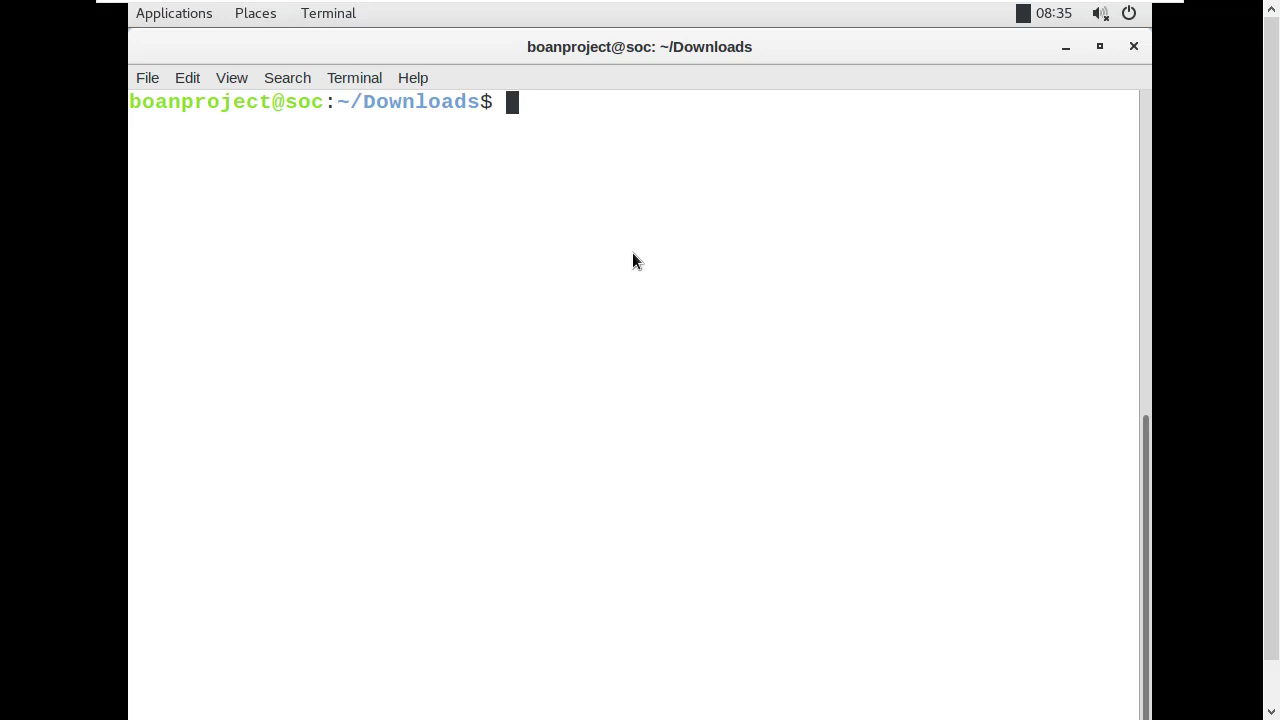 Applications Places Terminal 08:35
boanproject@soc: ~/Downloads
File Edit View Search Terminal Help
boanproject@soc:~/Downloads$